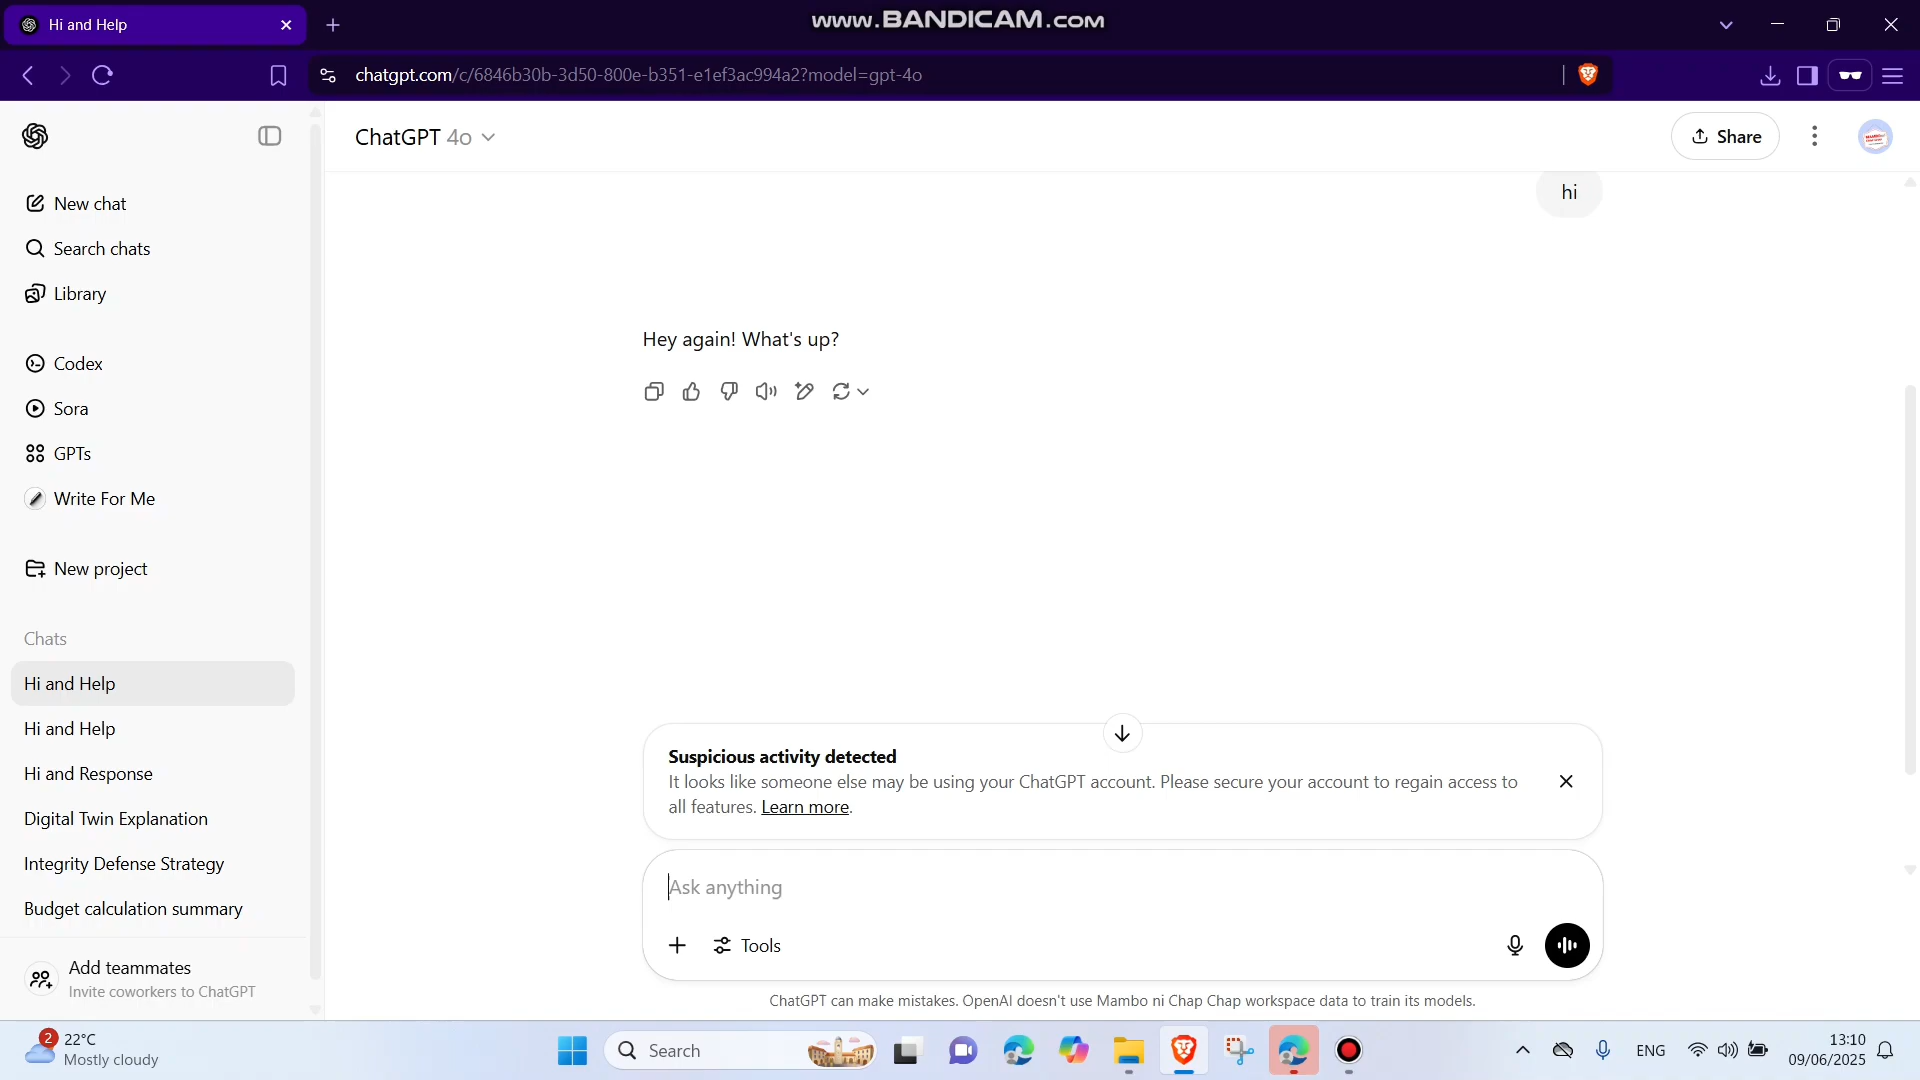 Hi and Help
www.BANDICAM.com
chatgpt.com/c/6846b30b-3d50-800e-b351-e1ef3ac994a2?model=gpt-4o
ChatGPT 4o
Share
New chat
Search chats
Library
Codex
Sora
GPTs
Write For Me
New project
Chats
Hi and Help
Hi and Help
Hi and Response
Digital Twin Explanation
Integrity Defense Strategy
Budget calculation summary
Add teammates
Invite coworkers to ChatGPT
hi
Hey again! What's up?
Suspicious activity detected
It looks like someone else may be using your ChatGPT account. Please secure your account to regain access to
all features. Learn more.
Ask anything
Tools
ChatGPT can make mistakes. OpenAI doesn't use Mambo ni Chap Chap workspace data to train its models.
2
22°C
Mostly cloudy
Search
ENG
13:10
09/06/2025